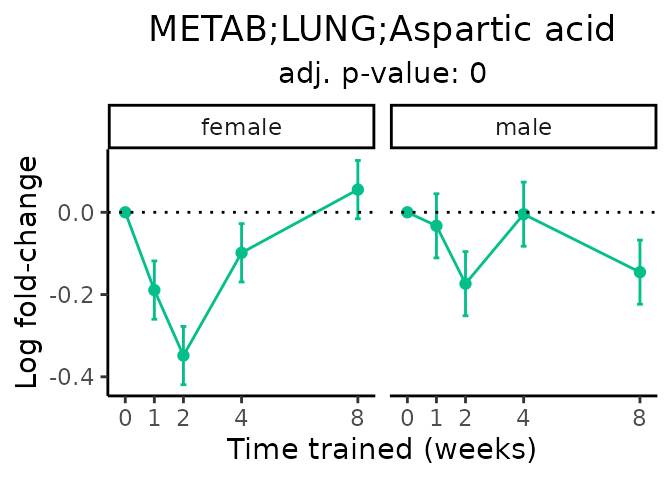 METAB;LUNG;Aspartic acid
adj. p-value: 0
female male
Log fold-change
0.0
-0.2
-0.4
0 1 2 4 8 0 1 2 4 8
Time trained (weeks)